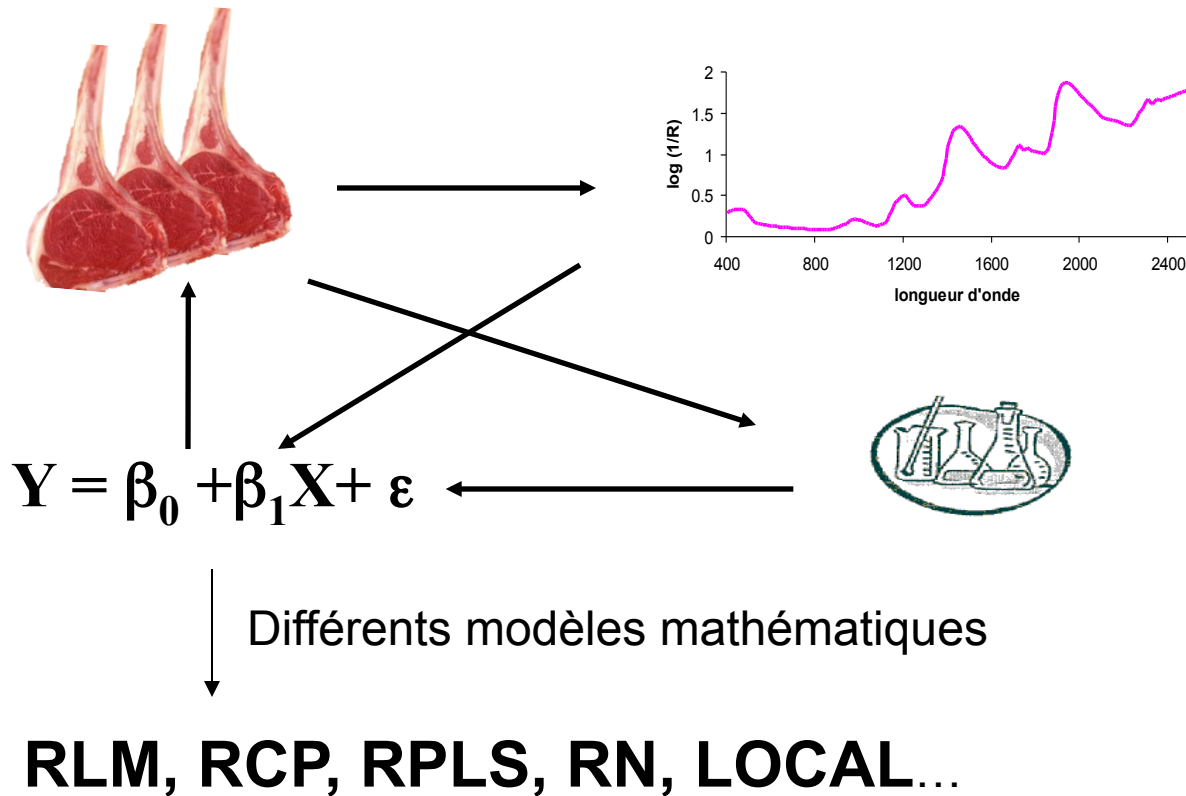 2
1.5
1
0.5
0
log (1/R)
400 800 1200 1600 2000 2400
longueur d'onde
Y = β₀ +β₁X+ ε
Différents modèles mathématiques
RLM, RCP, RPLS, RN, LOCAL...